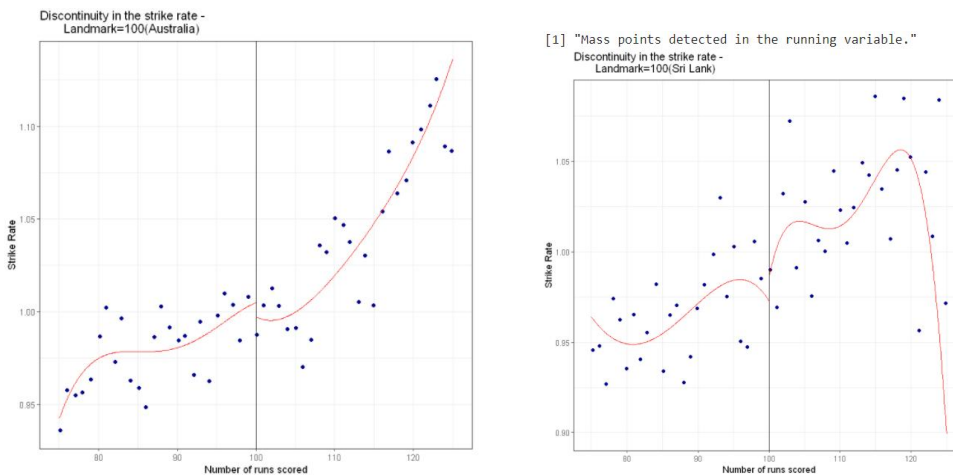 Discontinuity in the strike rate -
Landmark=100(Australia)
1.10
1.05
1.00
0.95
Strike Rate
80
90
100
110
120
Number of runs scored
[1] "Mass points detected in the running variable."
Discontinuity in the strike rate -
Landmark=100(Sri Lank)
1.05
1.00
0.95
0.90
Strike Rate
80
90
100
110
120
Number of runs scored